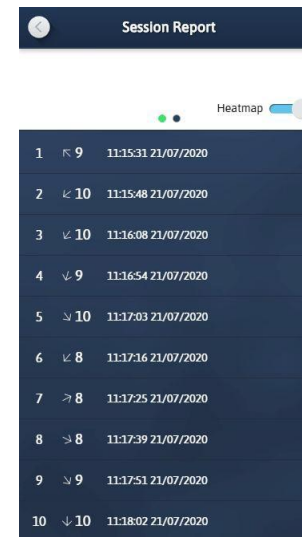 Session Report
Heatmap
1 ↖ 9 11:15:31 21/07/2020
2 ↙ 10 11:15:48 21/07/2020
3 ↙ 10 11:16:08 21/07/2020
4 ↙ 9 11:16:54 21/07/2020
5 ↘ 10 11:17:03 21/07/2020
6 ↙ 8 11:17:16 21/07/2020
7 ↗ 8 11:17:25 21/07/2020
8 ↘ 8 11:17:39 21/07/2020
9 ↘ 9 11:17:51 21/07/2020
10 ↓ 10 11:18:02 21/07/2020